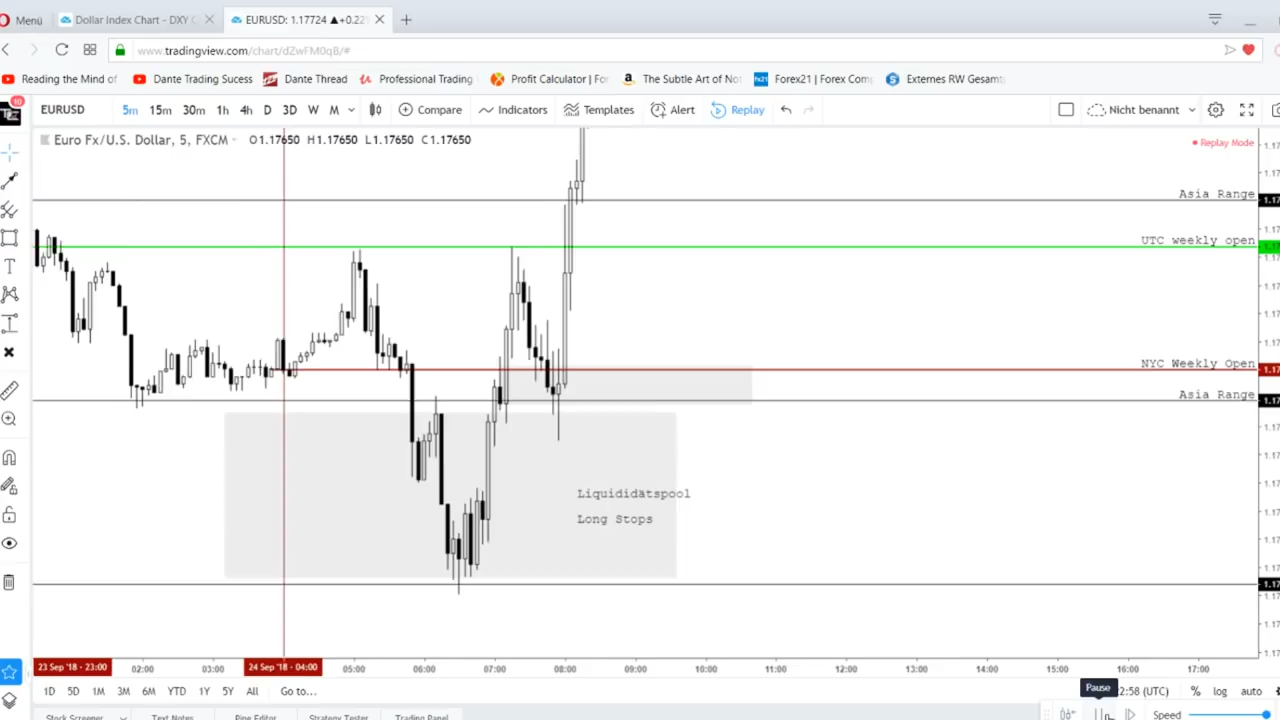 Menü
Dollar Index Chart - DXY
EURUSD: 1.17724 ▲+0.22
www.tradingview.com/chart/dZwFM0qB/#
Reading the Mind of
Dante Trading Sucess
Dante Thread
Professional Trading
Profit Calculator | For
The Subtle Art of No
Forex21 | Forex Com
Externes RW Gesamt
10
EURUSD
5m
15m
30m
1h
4h
D
3D
W
M
Compare
Indicators
Templates
Alert
Replay
Nicht benannt
Euro Fx/U.S. Dollar, 5, FXCM
O1.17650 H1.17650 L1.17650 C1.17650
Replay Mode
Asia Range
UTC weekly open
NYC Weekly Open
Asia Range
Liquididätspool
Long Stops
23 Sep '18 - 23:00
02:00
03:00
24 Sep '18 - 04:00
05:00
06:00
07:00
08:00
09:00
10:00
11:00
12:00
13:00
14:00
15:00
16:00
17:00
1D
5D
1M
3M
6M
YTD
1Y
5Y
All
Go to...
Pause
2:58 (UTC)
%
log
auto
Stock Screener
Text Notes
Pine Editor
Strategy Tester
Trading Panel
Speed